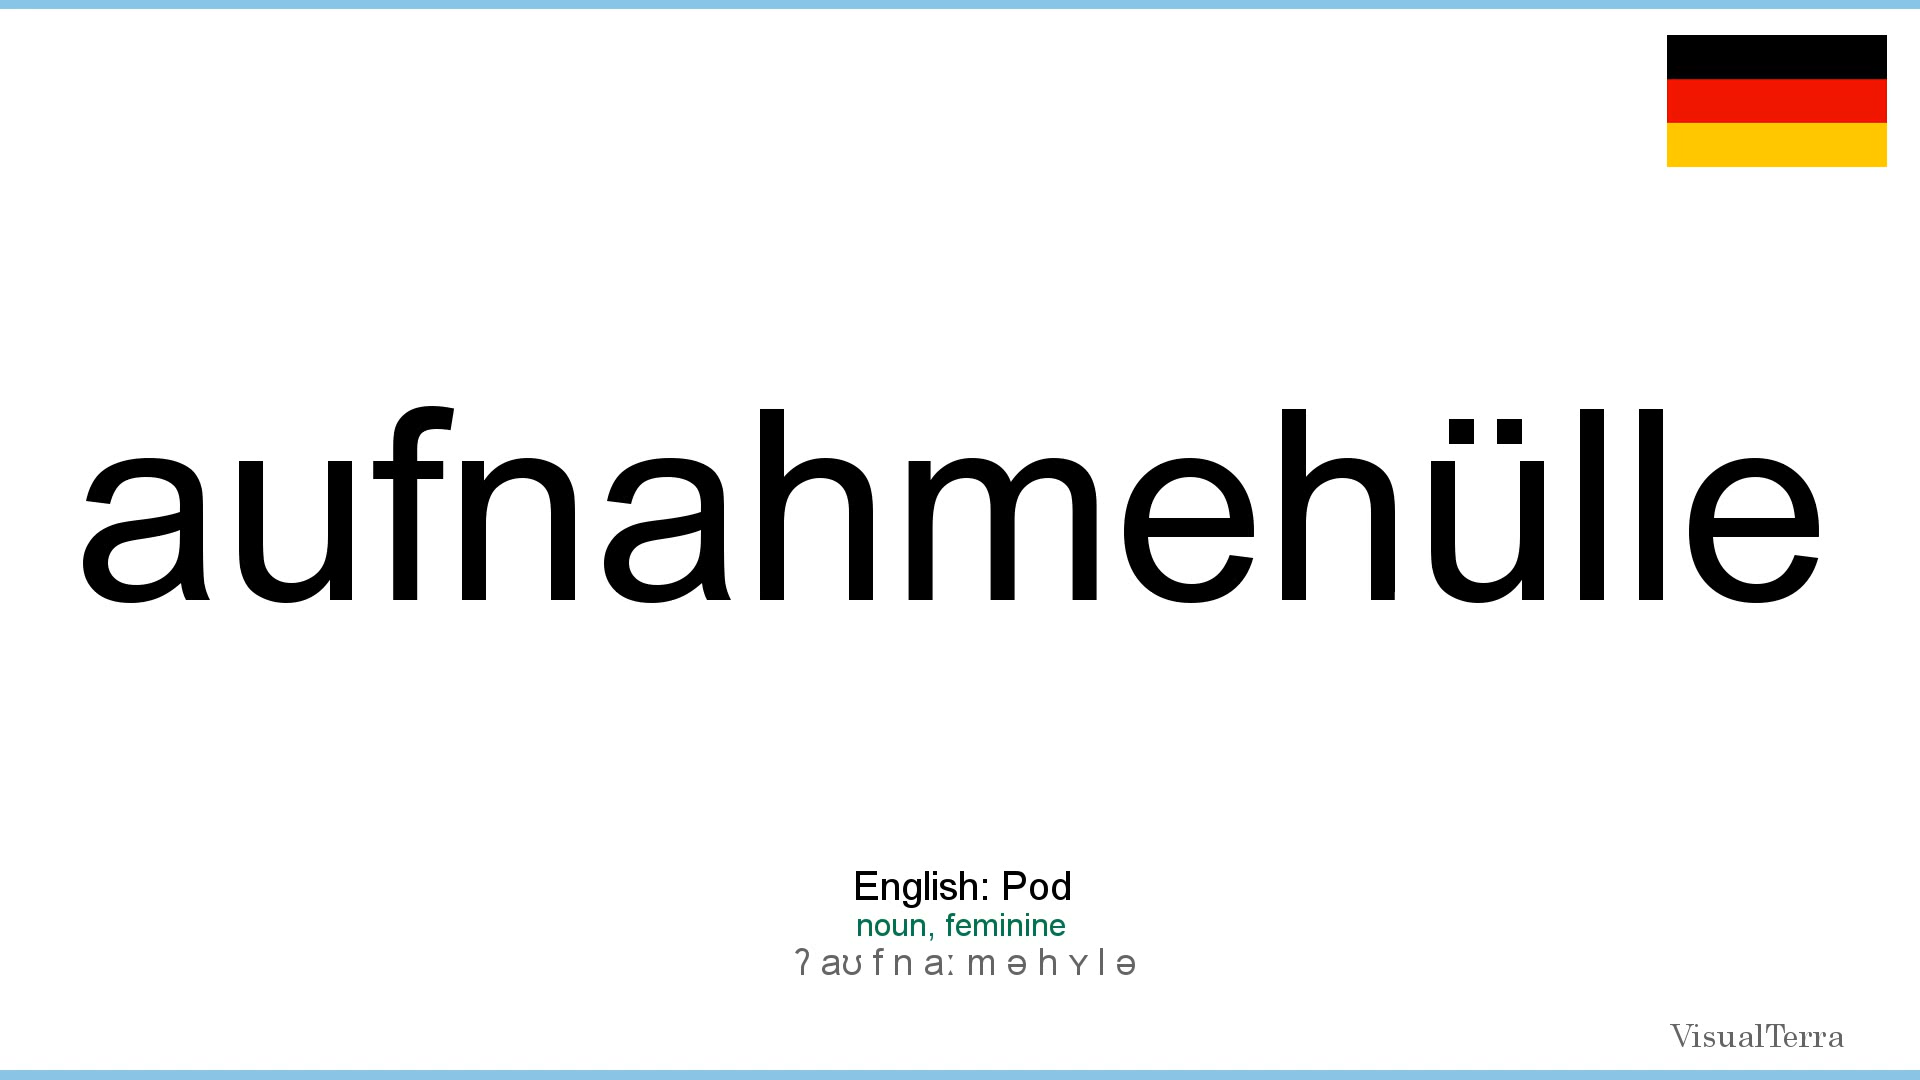 aufnahmehülle
English: Pod
noun, feminine
ʔ aʊ f n aː m ə h ʏ l ə
VisualTerra